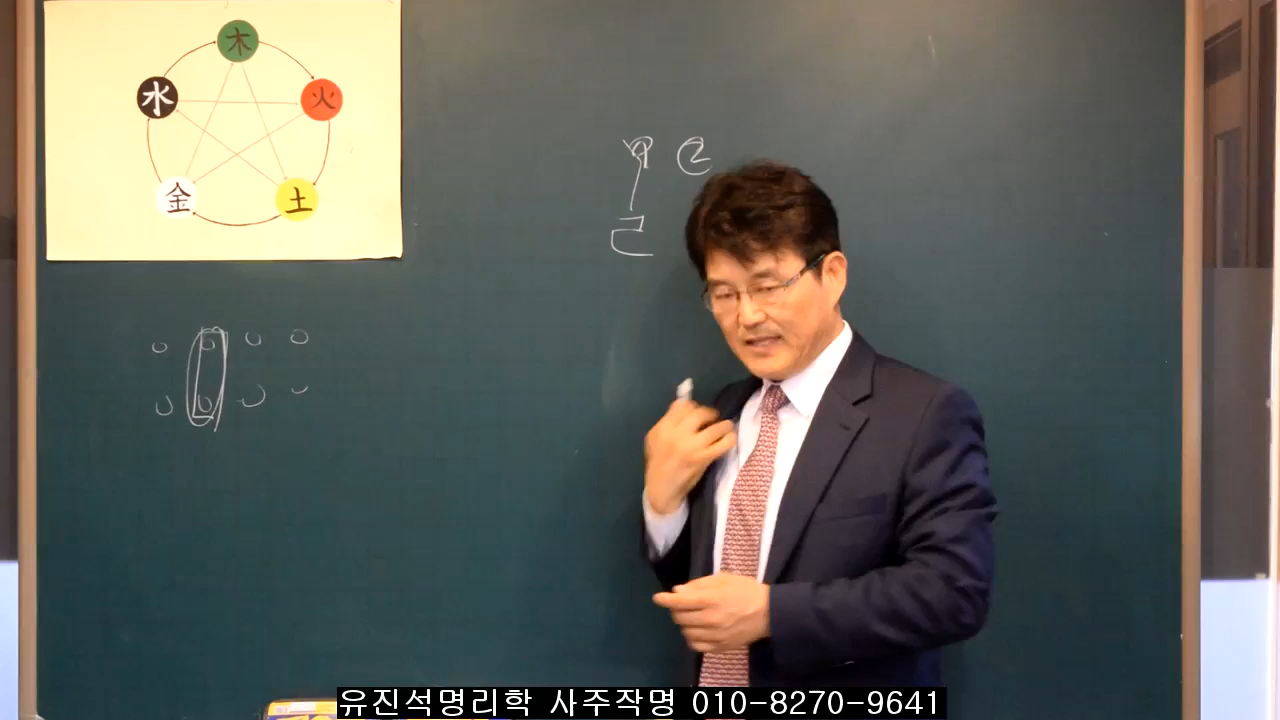 木
水 火
金 土
甲 乙
己
유진석명리학 사주작명 010-8270-9641